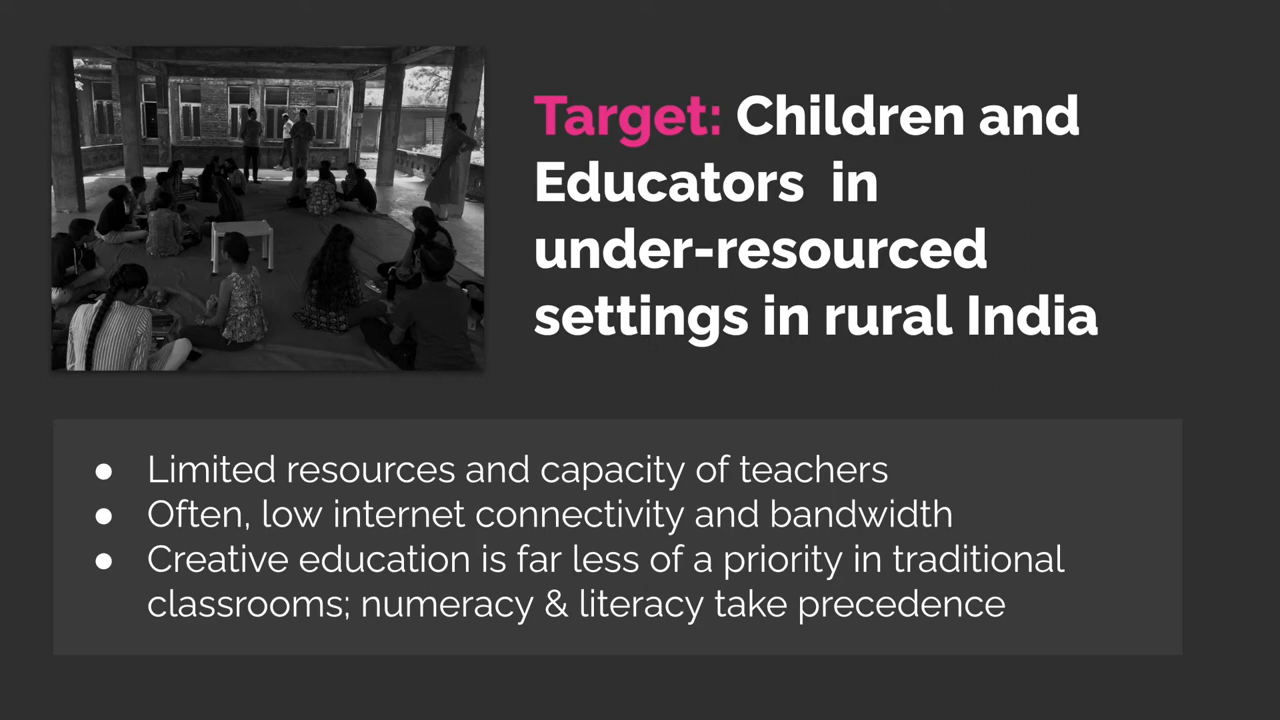 Target: Children and
Educators  in
under-resourced
settings in rural India
● Limited resources and capacity of teachers
● Often, low internet connectivity and bandwidth
● Creative education is far less of a priority in traditional
classrooms; numeracy & literacy take precedence